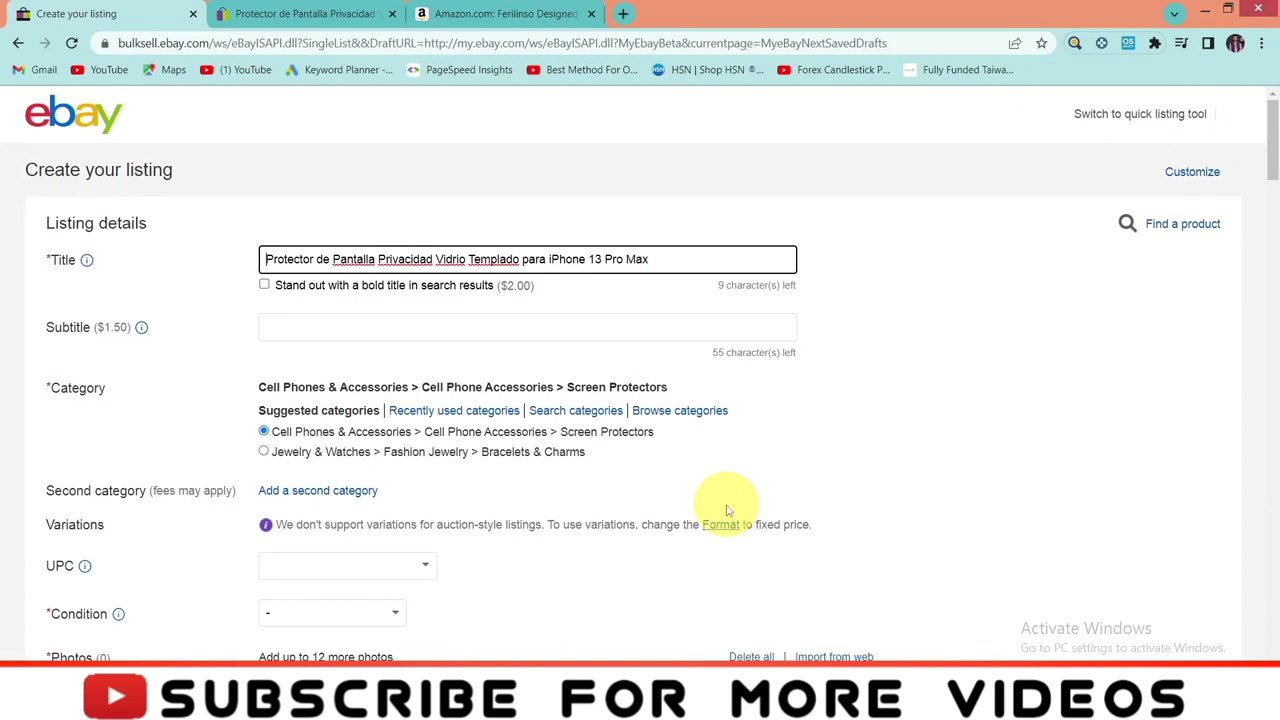 Create your listing
Protector de Pantalla Privacidad
Amazon.com: Ferilinso Designed
bulksell.ebay.com/ws/eBayISAPI.dll?SingleList&&DraftURL=http://my.ebay.com/ws/eBayISAPI.dll?MyEbayBeta&currentpage=MyeBayNextSavedDrafts
Gmail YouTube Maps (1) YouTube Keyword Planner -... PageSpeed Insights Best Method For O... HSN | Shop HSN ®... Forex Candlestick P... Fully Funded Taiwa...
ebay
Switch to quick listing tool
Create your listing
Customize
Listing details
Find a product
*Title
Protector de Pantalla Privacidad Vidrio Templado para iPhone 13 Pro Max
Stand out with a bold title in search results ($2.00)
9 character(s) left
Subtitle ($1.50)
55 character(s) left
*Category
Cell Phones & Accessories > Cell Phone Accessories > Screen Protectors
Suggested categories | Recently used categories | Search categories | Browse categories
Cell Phones & Accessories > Cell Phone Accessories > Screen Protectors
Jewelry & Watches > Fashion Jewelry > Bracelets & Charms
Second category (fees may apply)
Add a second category
Variations
We don't support variations for auction-style listings. To use variations, change the Format to fixed price.
UPC
*Condition
-
Activate Windows
Go to PC settings to activate Windows.
*Photos (0)
Add up to 12 more photos
Delete all | Import from web
SUBSCRIBE FOR MORE VIDEOS